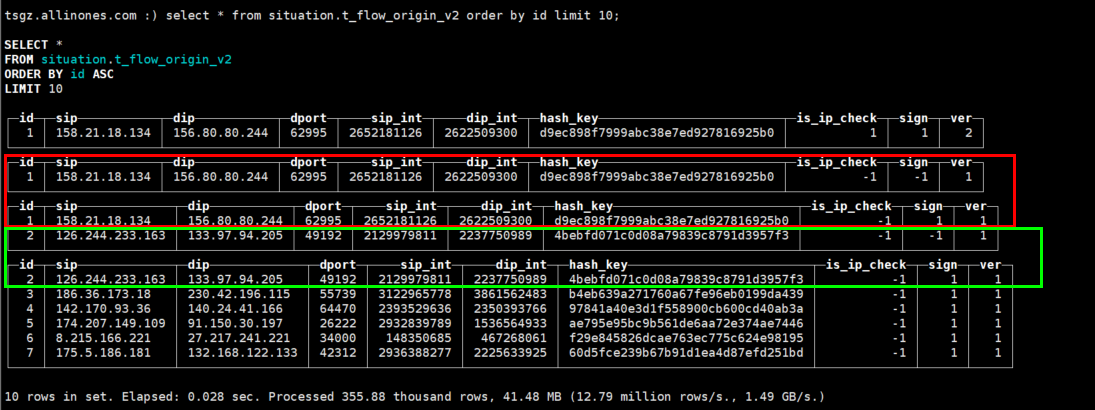 tsgz.allinones.com :) select * from situation.t_flow_origin_v2 order by id limit 10;
SELECT *
FROM situation.t_flow_origin_v2
ORDER BY id ASC
LIMIT 10
id sip dip dport sip_int dip_int hash_key is_ip_check sign ver
1 158.21.18.134 156.80.80.244 62995 2652181126 2622509300 d9ec898f7999abc38e7ed927816925b0 1 1 2
id sip dip dport sip_int dip_int hash_key is_ip_check sign ver
1 158.21.18.134 156.80.80.244 62995 2652181126 2622509300 d9ec898f7999abc38e7ed927816925b0 -1 -1 1
id sip dip dport sip_int dip_int hash_key is_ip_check sign ver
1 158.21.18.134 156.80.80.244 62995 2652181126 2622509300 d9ec898f7999abc38e7ed927816925b0 -1 1 1
2 126.244.233.163 133.97.94.205 49192 2129979811 2237750989 4bebfd071c0d08a79839c8791d3957f3 -1 -1 1
id sip dip dport sip_int dip_int hash_key is_ip_check sign ver
2 126.244.233.163 133.97.94.205 49192 2129979811 2237750989 4bebfd071c0d08a79839c8791d3957f3 -1 1 1
3 186.36.173.18 230.42.196.115 55739 3122965778 3861562483 b4eb639a271760a67fe96eb0199da439 -1 1 1
4 142.170.93.36 140.24.41.166 64470 2393529636 2350393766 97841a40e3d1f558900cb600cd40ab3a -1 1 1
5 174.207.149.109 91.150.30.197 26222 2932839789 1536564933 ae795e95bc9b561de6aa72e374ae7446 -1 1 1
6 8.215.166.221 27.217.241.221 34000 148350685 467268061 f29e845826dcae763ec775c624e98195 -1 1 1
7 175.5.186.181 132.168.122.133 42312 2936388277 2225633925 60d5fce239b67b91d1ea4d87efd251bd -1 1 1
10 rows in set. Elapsed: 0.028 sec. Processed 355.88 thousand rows, 41.48 MB (12.79 million rows/s., 1.49 GB/s.)